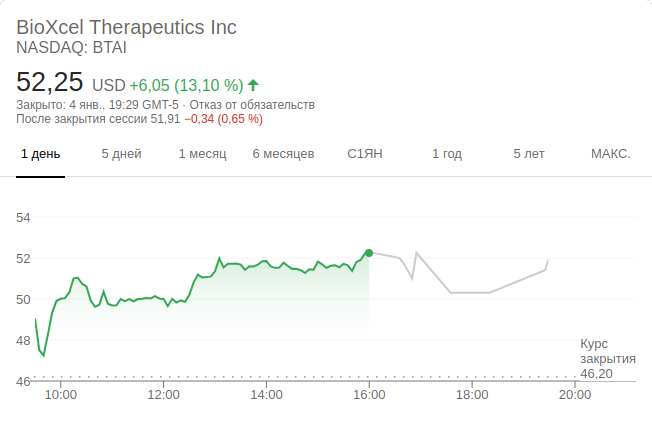 BioXcel Therapeutics Inc
NASDAQ: BTAI
52,25 USD +6,05 (13,10 %)
Закрыто: 4 янв., 19:29 GMT-5 · Отказ от обязательств
После закрытия сессии 51,91 −0,34 (0,65 %)
1 день 5 дней 1 месяц 6 месяцев С1ЯН 1 год 5 лет МАКС.
54
52
50
48
46
Курс
закрытия
46,20
10:00 12:00 14:00 16:00 18:00 20:00